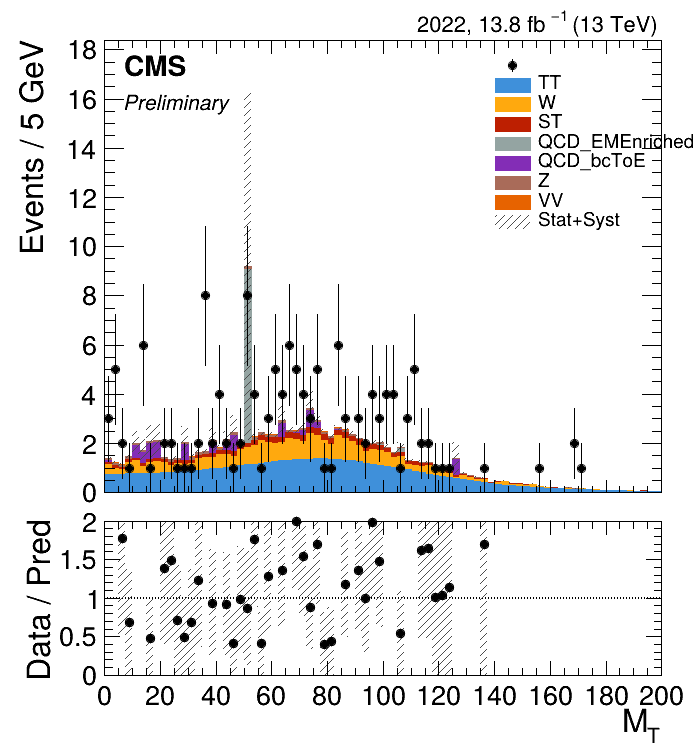 2022, 13.8 fb⁻¹ (13 TeV)
Events / 5 GeV
CMS
Preliminary
TT
W
ST
QCD_EMEnriched
QCD_bcToE
Z
VV
Stat+Syst
18
16
14
12
10
8
6
4
2
0
Data / Pred
2
1.5
1
0.5
0
0 20 40 60 80 100 120 140 160 180 200
M_T